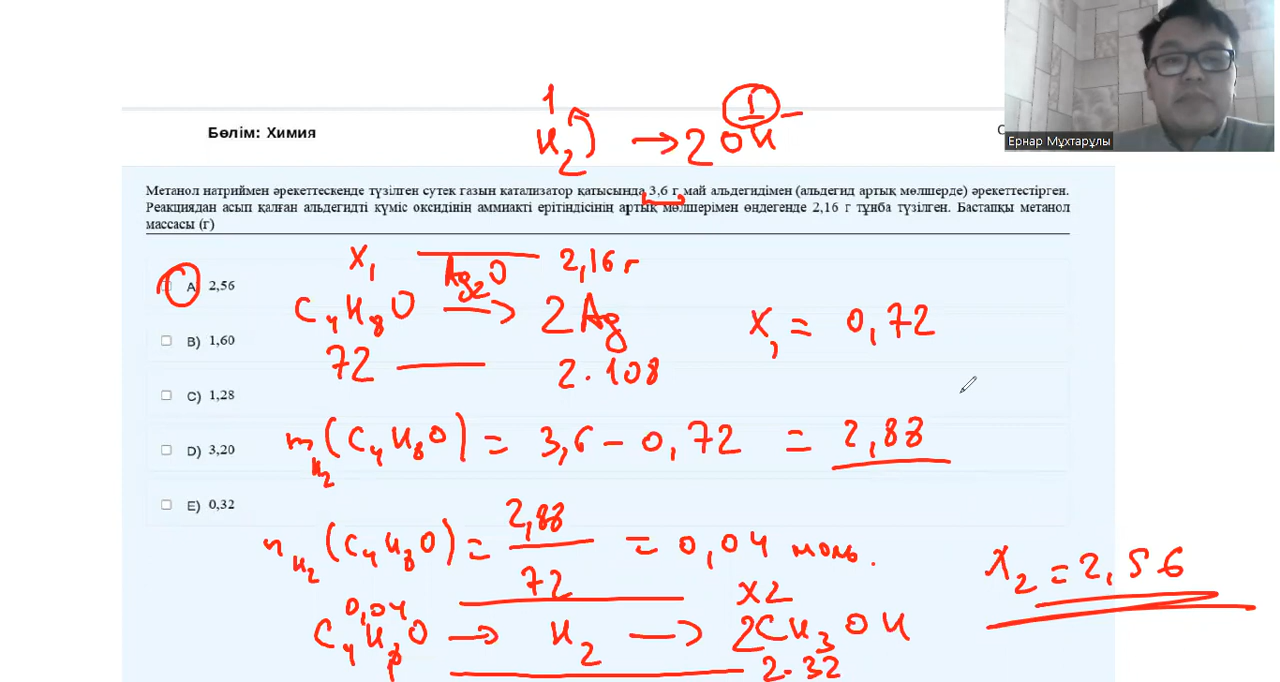 1
H₂) → 2 OH⁻
I
Бөлім: Химия
С
Ернар Мұхтарұлы
Метанол натриймен әрекеттескенде түзілген сутек газын катализатор қатысында 3,6 г май альдегидімен (альдегид артық мөлшерде) әрекеттестірген.
Реакциядан асып қалған альдегидті күміс оксидінің аммиакті ерітіндісінің артық мөлшерімен өңдегенде 2,16 г тұнба түзілген. Бастапқы метанол
массасы (г)
A) 2,56
B) 1,60
C) 1,28
D) 3,20
E) 0,32
x₁ 2,16 г
C₄H₈O Ag₂O → 2Ag
72 — 2·108
x₁ = 0,72
m H₂ (C₄H₈O) = 3,6 − 0,72 = 2,88
n H₂ (C₄H₈O) = 2,88 / 72 = 0,04 моль.
0,04 x2
C₄H₈O → H₂ → 2CH₃OH
2·32
x₂ = 2,56